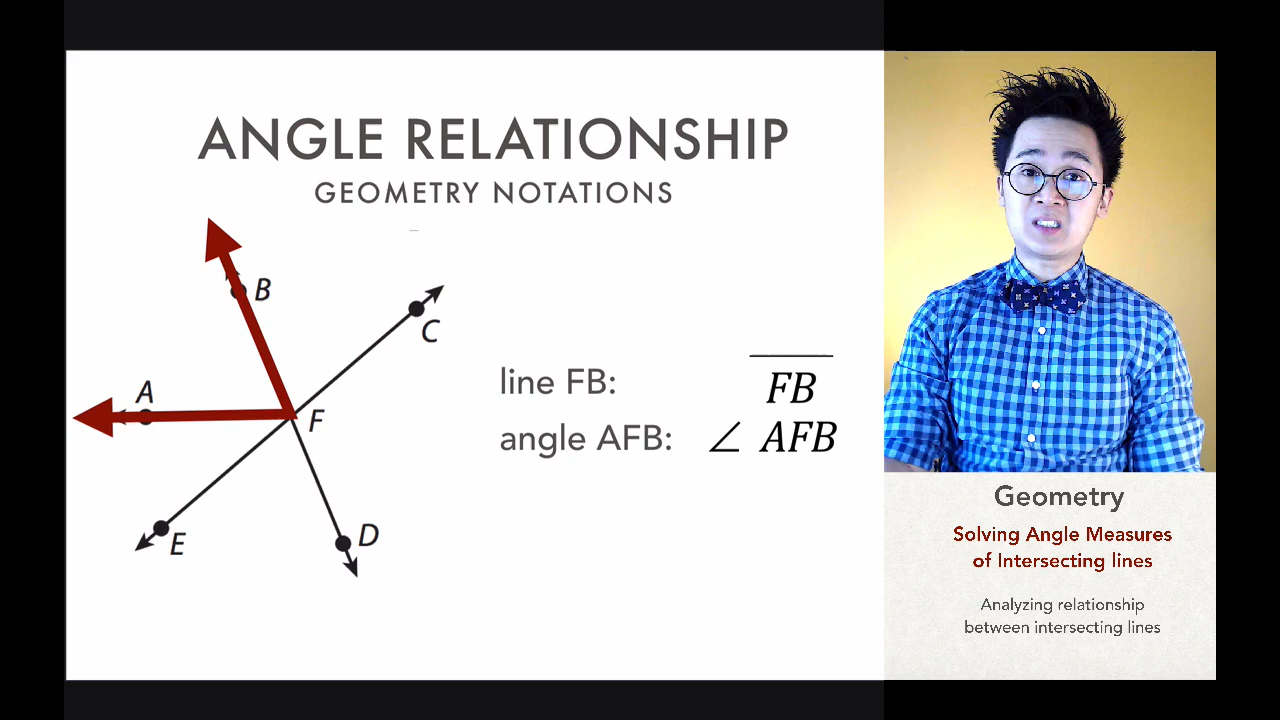 ANGLE RELATIONSHIP
GEOMETRY NOTATIONS
B
C
A
F
E
D
line FB: FB
angle AFB: ∠ AFB
Geometry
Solving Angle Measures
of Intersecting lines
Analyzing relationship
between intersecting lines